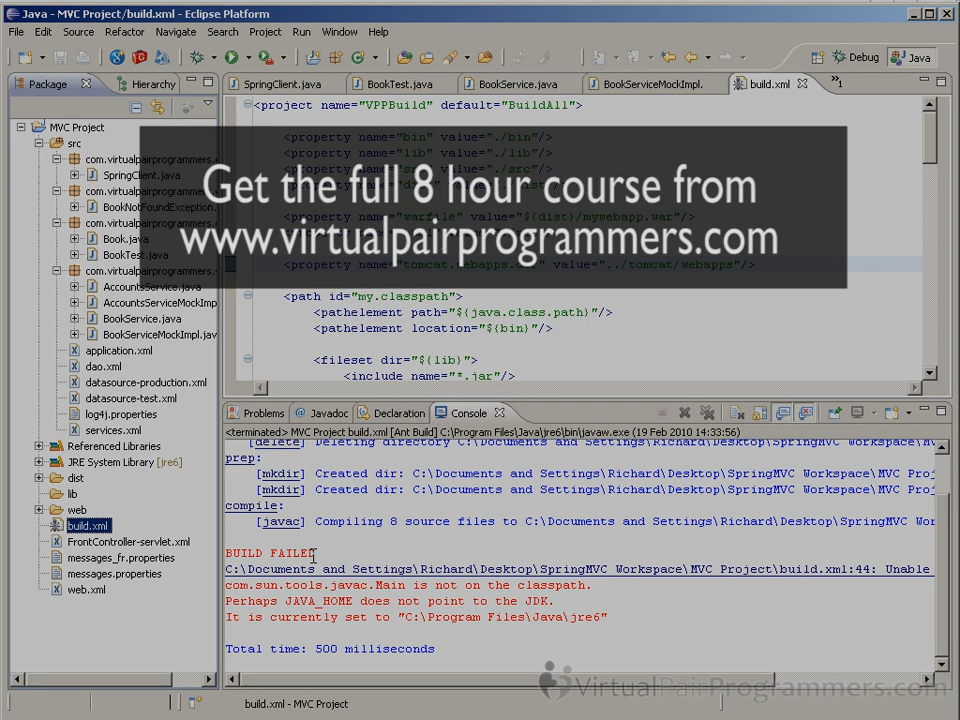 Java - MVC Project/build.xml - Eclipse Platform
File Edit Source Refactor Navigate Search Project Run Window Help
Debug Java
Package Hierarchy
SpringClient.java BookTest.java BookService.java BookServiceMockImpl. build.xml 1
MVC Project
src
com.virtualpairprogrammers.
SpringClient.java
com.virtualpairprogrammers.
BookNotFoundException.
com.virtualpairprogrammers.
Book.java
BookTest.java
com.virtualpairprogrammers.
AccountsService.java
AccountsServiceMockImpl
BookService.java
BookServiceMockImpl.jav
application.xml
dao.xml
datasource-production.xml
datasource-test.xml
log4j.properties
services.xml
Referenced Libraries
JRE System Library [jre6]
dist
lib
web
build.xml
FrontController-servlet.xml
messages_fr.properties
messages.properties
web.xml
<project name="VPPBuild" default="BuildAll">
<property name="bin" value="./bin"/>
<property name="lib" value="./lib"/>
Get the full 8 hour course from
www.virtualpairprogrammers.com
<property name="warfile" value="${dist}/mywebapp.war"/>
value="../tomcat/webapps"/>
<path id="my.classpath">
<pathelement path="${java.class.path}"/>
<pathelement location="${bin}"/>
<fileset dir="${lib}">
<include name="*.jar"/>
Problems Javadoc Declaration Console
<terminated> MVC Project build.xml [Ant Build] C:\Program Files\Java\jre6\bin\javaw.exe (19 Feb 2010 14:33:56)
[delete] Deleting directory C:\Documents and Settings\Richard\Desktop\SpringMVC Workspace\MV
prep:
[mkdir] Created dir: C:\Documents and Settings\Richard\Desktop\SpringMVC Workspace\MVC Proj
[mkdir] Created dir: C:\Documents and Settings\Richard\Desktop\SpringMVC Workspace\MVC Proj
compile:
[javac] Compiling 8 source files to C:\Documents and Settings\Richard\Desktop\SpringMVC Wor
BUILD FAILED
C:\Documents and Settings\Richard\Desktop\SpringMVC Workspace\MVC Project\build.xml:44: Unable
com.sun.tools.javac.Main is not on the classpath.
Perhaps JAVA_HOME does not point to the JDK.
It is currently set to "C:\Program Files\Java\jre6"
Total time: 500 milliseconds
VirtualPairProgrammers.com
build.xml - MVC Project